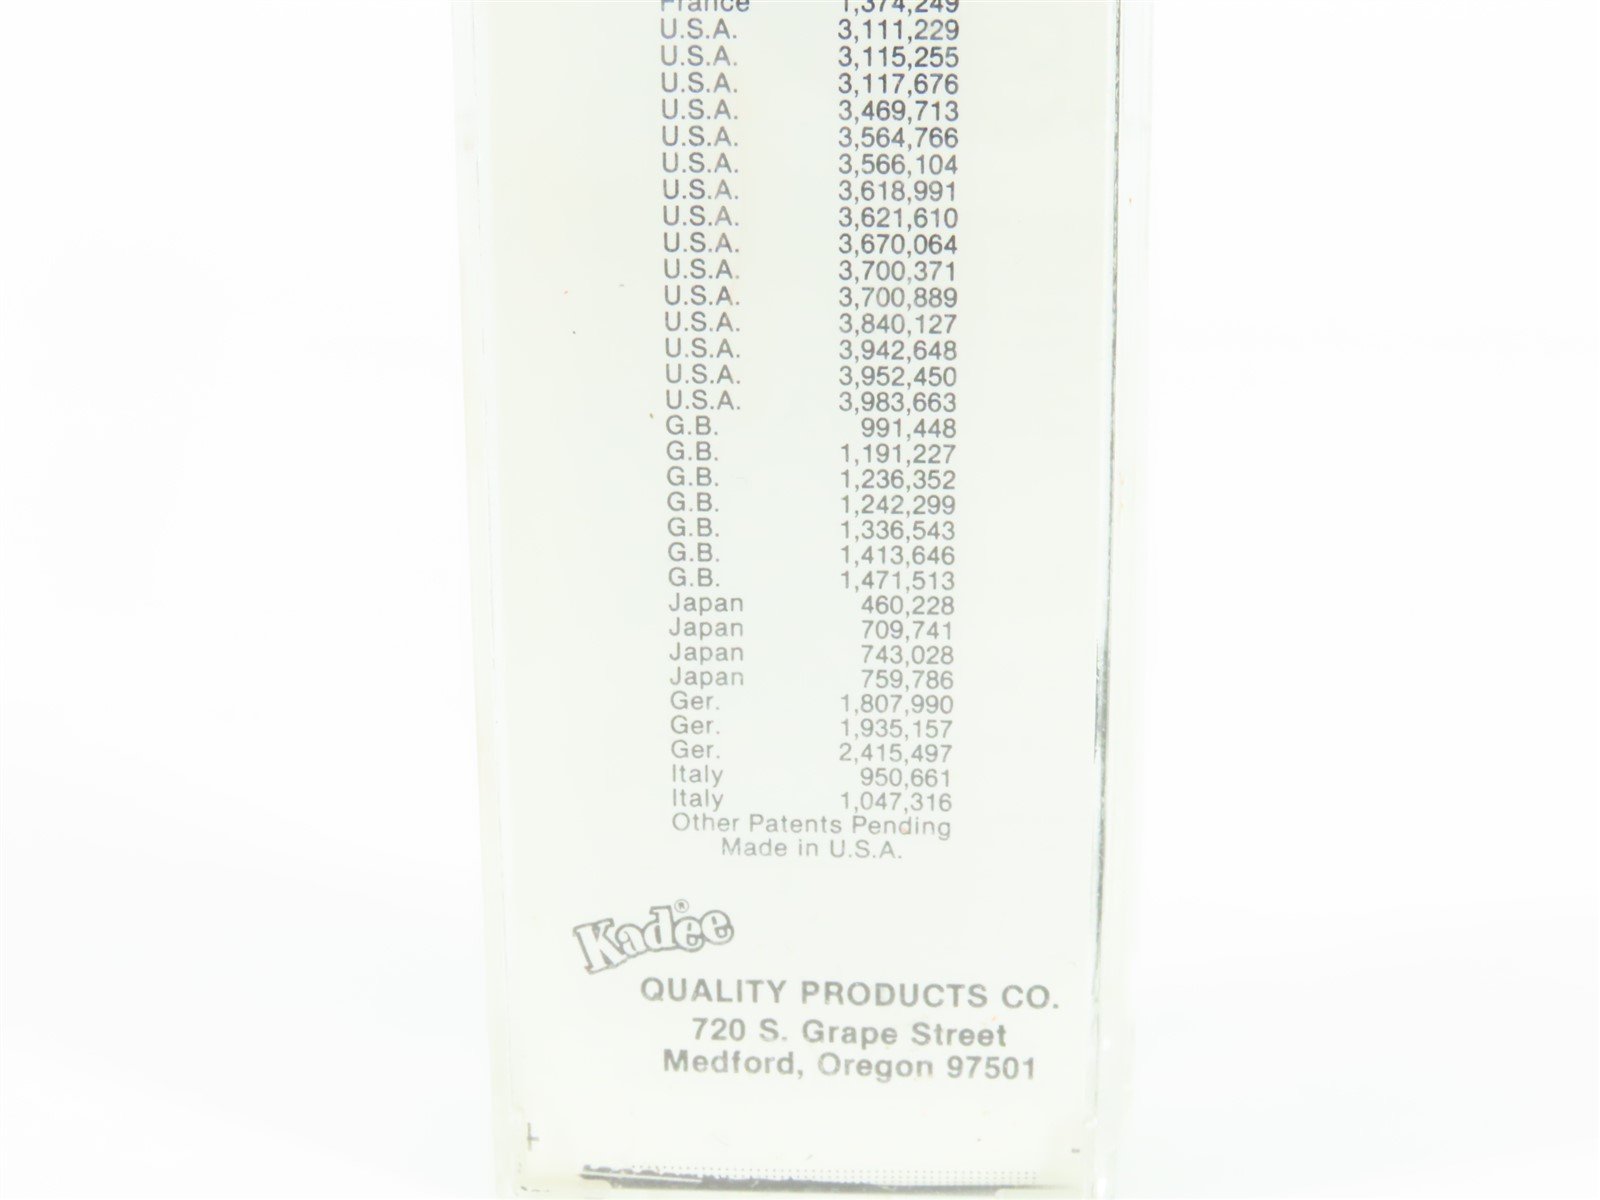 France 1,374,249
U.S.A. 3,111,229
U.S.A. 3,115,255
U.S.A. 3,117,676
U.S.A. 3,469,713
U.S.A. 3,564,766
U.S.A. 3,566,104
U.S.A. 3,618,991
U.S.A. 3,621,610
U.S.A. 3,670,064
U.S.A. 3,700,371
U.S.A. 3,700,889
U.S.A. 3,840,127
U.S.A. 3,942,648
U.S.A. 3,952,450
U.S.A. 3,983,663
G.B. 991,448
G.B. 1,191,227
G.B. 1,236,352
G.B. 1,242,299
G.B. 1,336,543
G.B. 1,413,646
G.B. 1,471,513
Japan 460,228
Japan 709,741
Japan 743,028
Japan 759,786
Ger. 1,807,990
Ger. 1,935,157
Ger. 2,415,497
Italy 950,661
Italy 1,047,316
Other Patents Pending
Made in U.S.A.
Kadee®
QUALITY PRODUCTS CO.
720 S. Grape Street
Medford, Oregon 97501